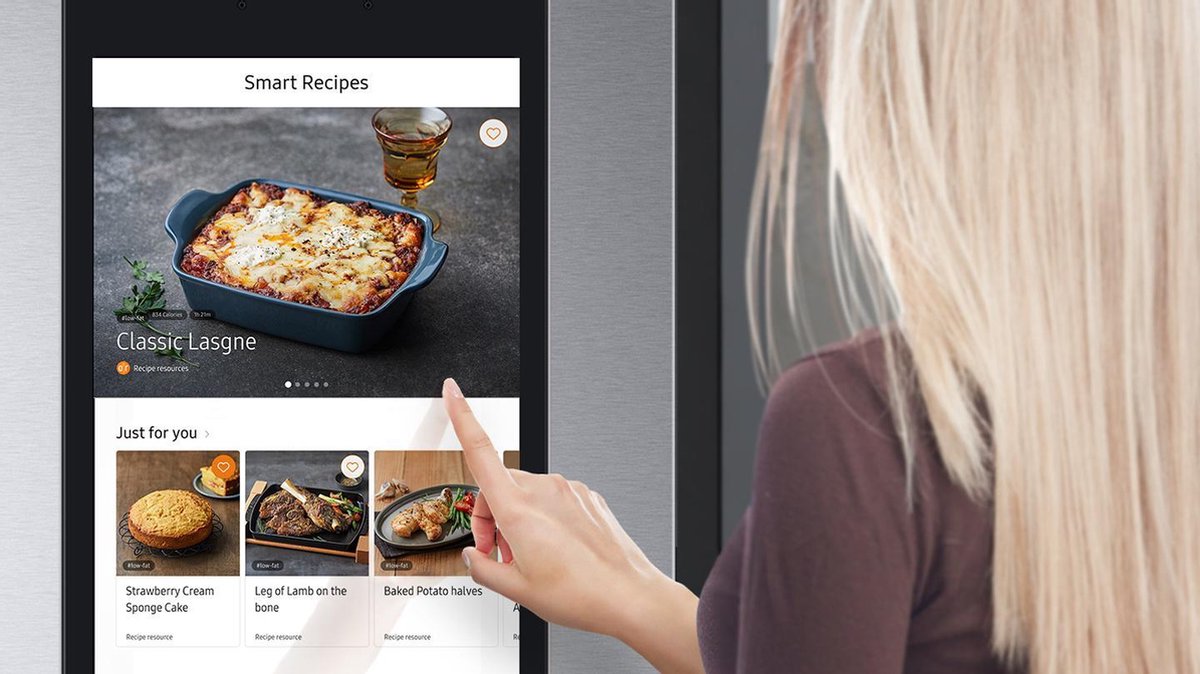 Smart Recipes
#low-fat 834 Calories 1h 21m
Classic Lasgne
Recipe resources
Just for you >
#low-fat
#low-fat
#low-fat
Strawberry Cream
Sponge Cake
Leg of Lamb on the
bone
Baked Potato halves
A
Recipe resource
Recipe resource
Recipe resource